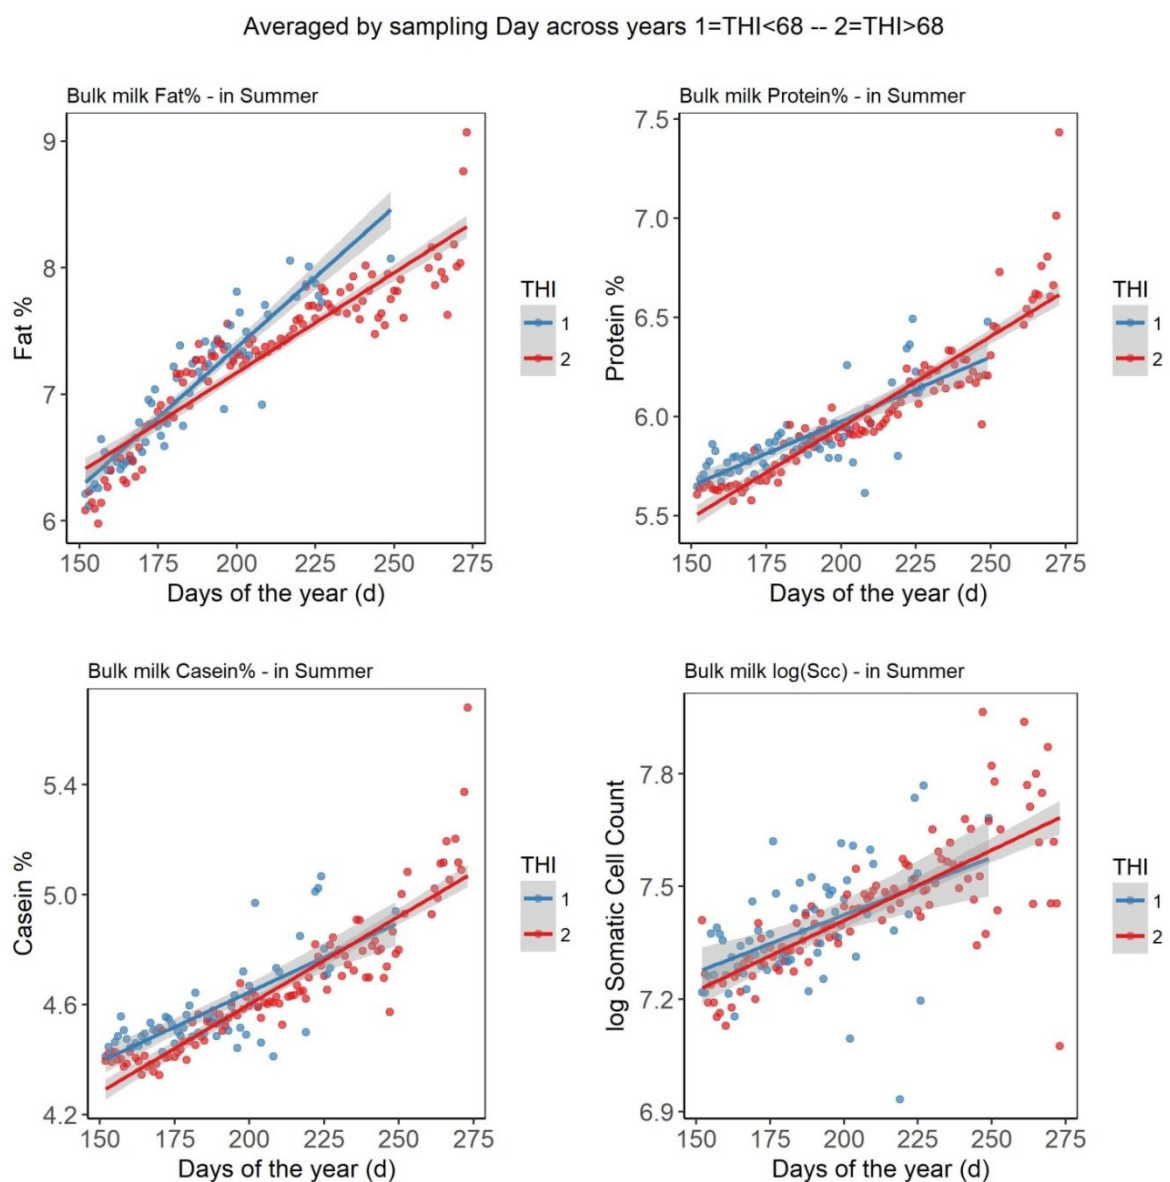 Averaged by sampling Day across years 1=THI<68 -- 2=THI>68
Bulk milk Fat% - in Summer
9
8
7
6
Fat %
150 175 200 225 250 275
Days of the year (d)
THI
1
2
Bulk milk Protein% - in Summer
7.5
7.0
6.5
6.0
5.5
Protein %
150 175 200 225 250 275
Days of the year (d)
THI
1
2
Bulk milk Casein% - in Summer
5.4
5.0
4.6
4.2
Casein %
150 175 200 225 250 275
Days of the year (d)
THI
1
2
Bulk milk log(Scc) - in Summer
7.8
7.5
7.2
6.9
log Somatic Cell Count
150 175 200 225 250 275
Days of the year (d)
THI
1
2